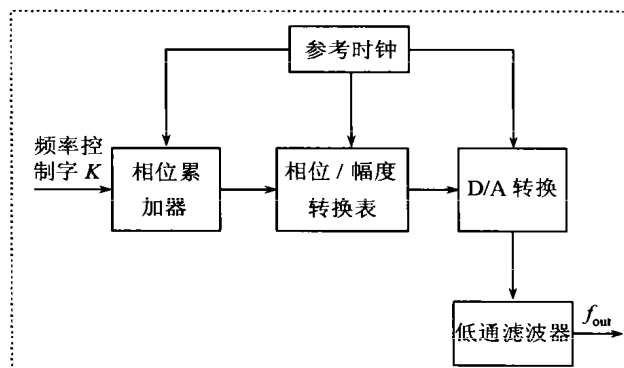 参考时钟
频率控
制字 K
相位累
加器
相位 / 幅度
转换表
D/A 转换
低通滤波器
f_out